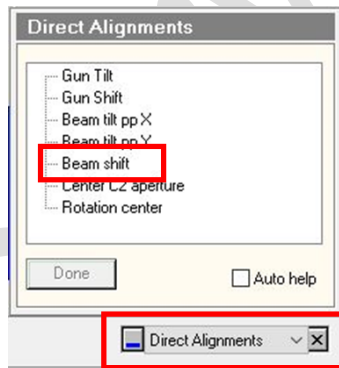 Direct Alignments
Gun Tilt
Gun Shift
Beam tilt pp X
Beam tilt pp Y
Beam shift
Center C2 aperture
Rotation center
Done
Auto help
Direct Alignments